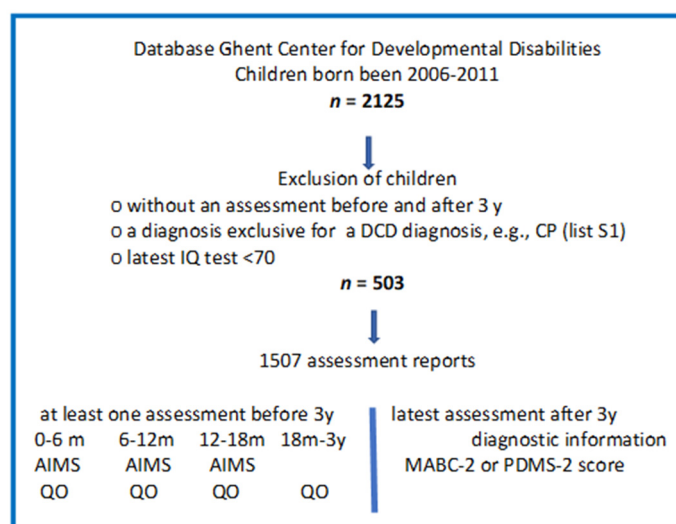 Database Ghent Center for Developmental Disabilities
Children born been 2006-2011
n = 2125
Exclusion of children
o without an assessment before and after 3 y
o a diagnosis exclusive for a DCD diagnosis, e.g., CP (list S1)
o latest IQ test <70
n = 503
1507 assessment reports
at least one assessment before 3y
0-6 m 6-12m 12-18m 18m-3y
AIMS AIMS AIMS
QO QO QO QO
latest assessment after 3y
diagnostic information
MABC-2 or PDMS-2 score